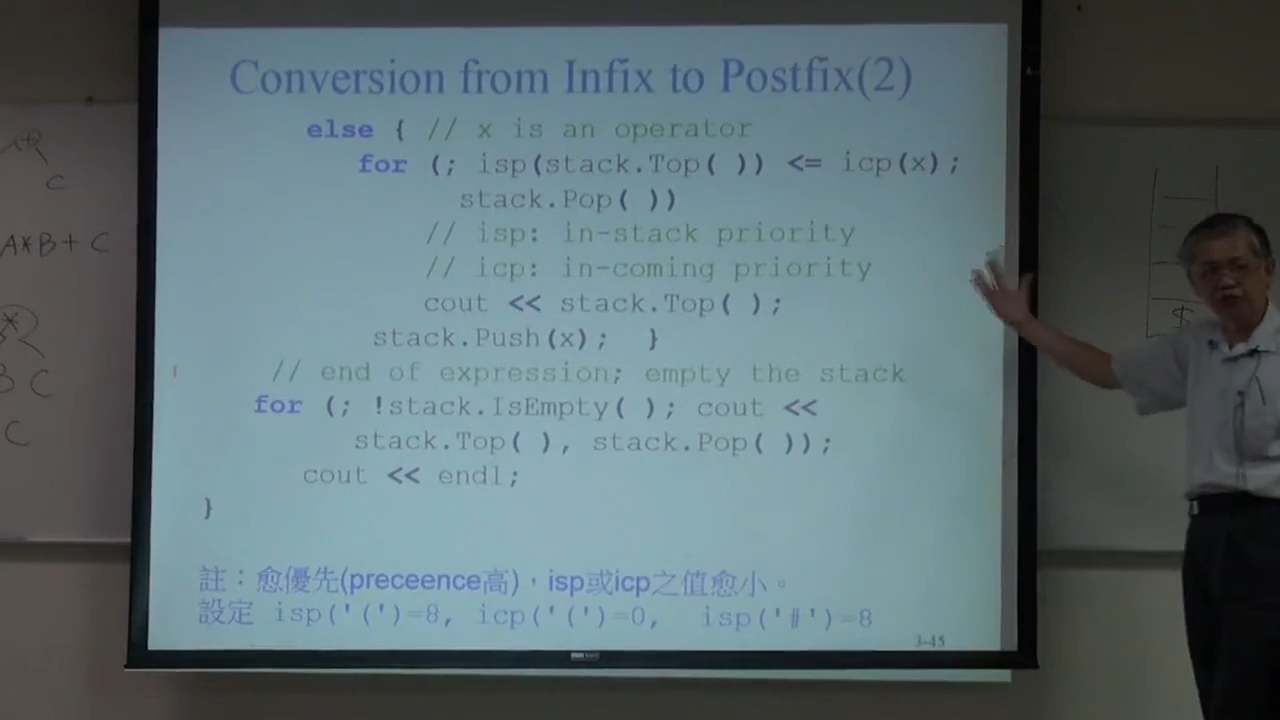 Conversion from Infix to Postfix(2)
else { // x is an operator
for (; isp(stack.Top( )) <= icp(x);
stack.Pop( ))
// isp: in-stack priority
// icp: in-coming priority
cout << stack.Top( );
stack.Push(x); }
// end of expression; empty the stack
for (; !stack.IsEmpty( ); cout <<
stack.Top( ), stack.Pop( ));
cout << endl;
}
註：愈優先(preceence高)，isp或icp之值愈小。
設定 isp('(')=8, icp('(')=0, isp('#')=8
3-45
C
A*B+C
*
B C
C
$